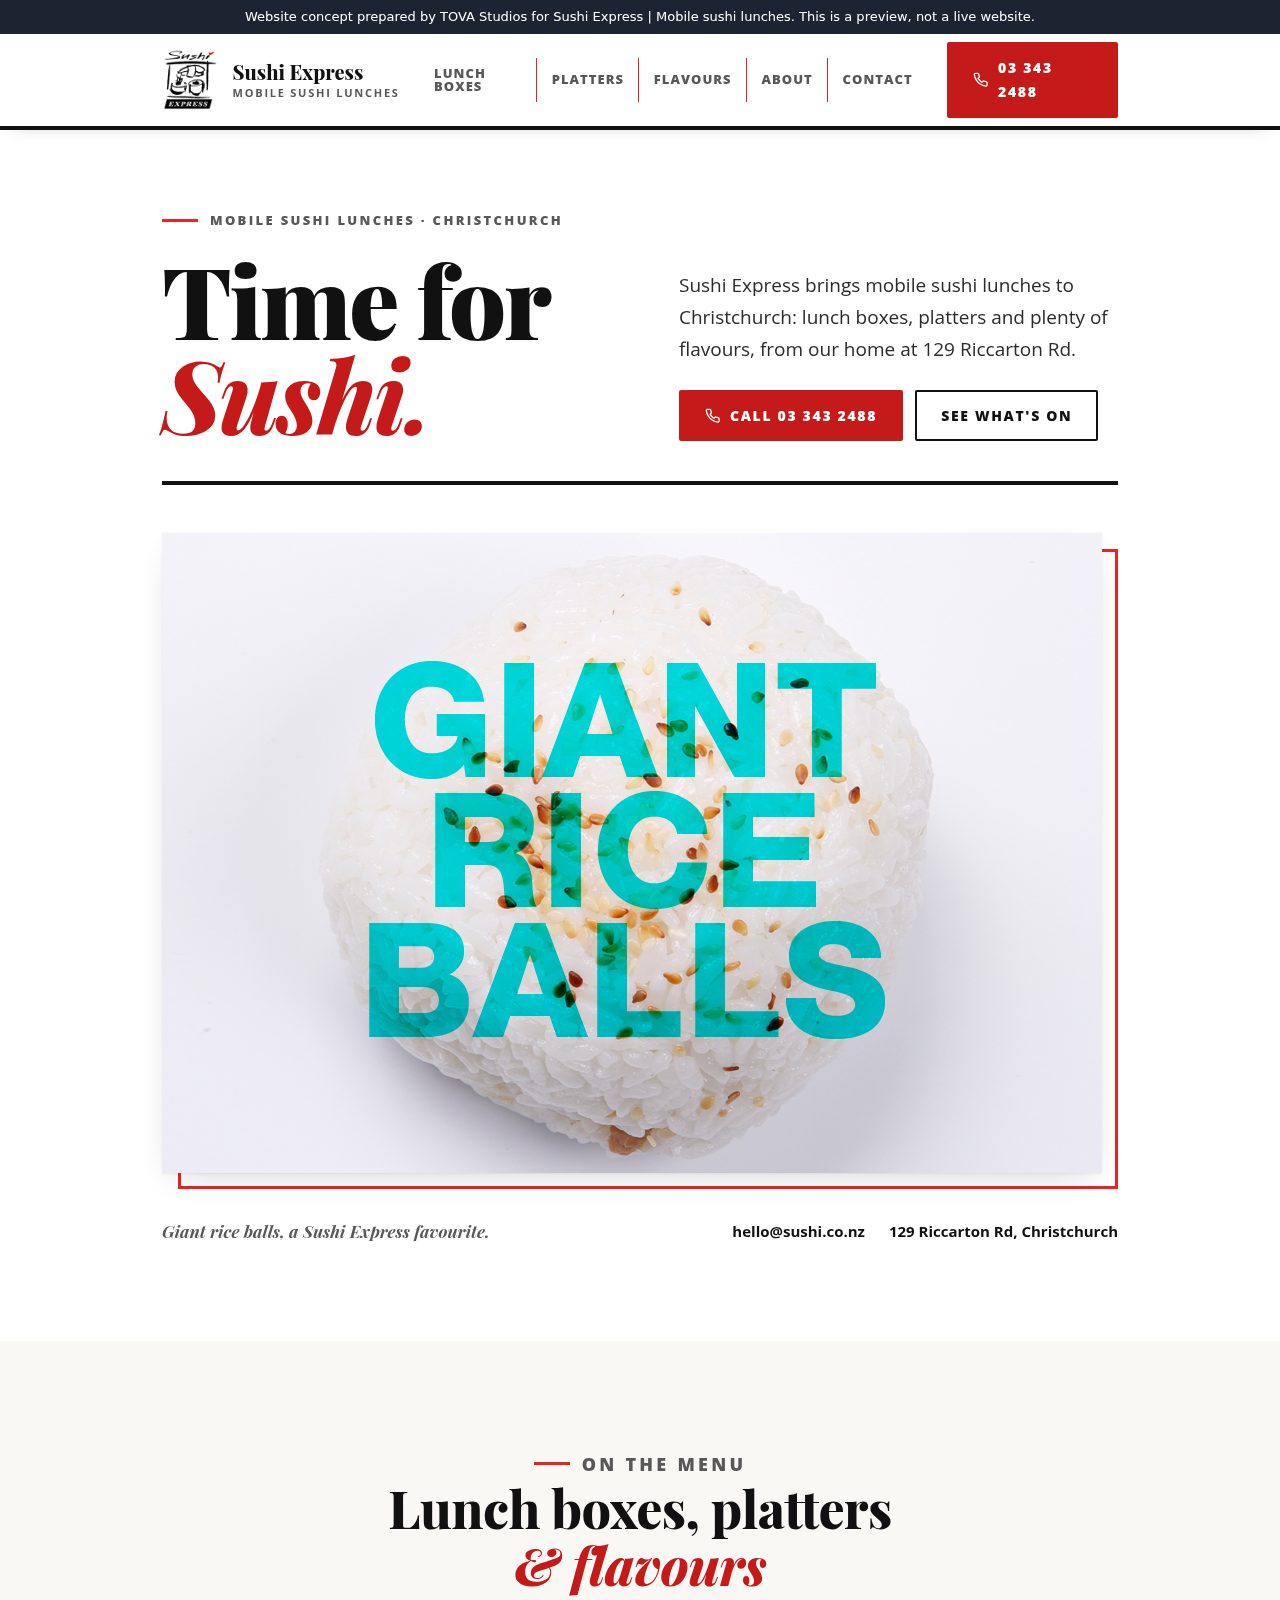 Website concept prepared by TOVA Studios for Sushi Express | Mobile sushi lunches. This is a preview, not a live website.
Sushi
EXPRESS
Sushi Express
MOBILE SUSHI LUNCHES
LUNCH BOXES
PLATTERS
FLAVOURS
ABOUT
CONTACT
03 343 2488
MOBILE SUSHI LUNCHES · CHRISTCHURCH
Time for
Sushi.
Sushi Express brings mobile sushi lunches to
Christchurch: lunch boxes, platters and plenty of
flavours, from our home at 129 Riccarton Rd.
CALL 03 343 2488
SEE WHAT'S ON
GIANT
RICE
BALLS
Giant rice balls, a Sushi Express favourite.
hello@sushi.co.nz
129 Riccarton Rd, Christchurch
ON THE MENU
Lunch boxes, platters
& flavours